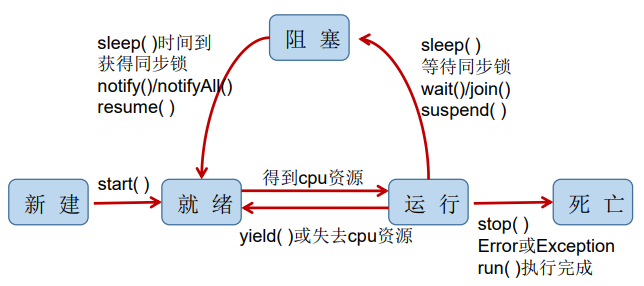 阻 塞
sleep( )时间到
获得同步锁
notify()/notifyAll()
resume( )
sleep( )
等待同步锁
wait()/join()
suspend( )
新 建
start( )
就 绪
得到cpu资源
yield( )或失去cpu资源
运 行
死 亡
stop( )
Error或Exception
run( )执行完成